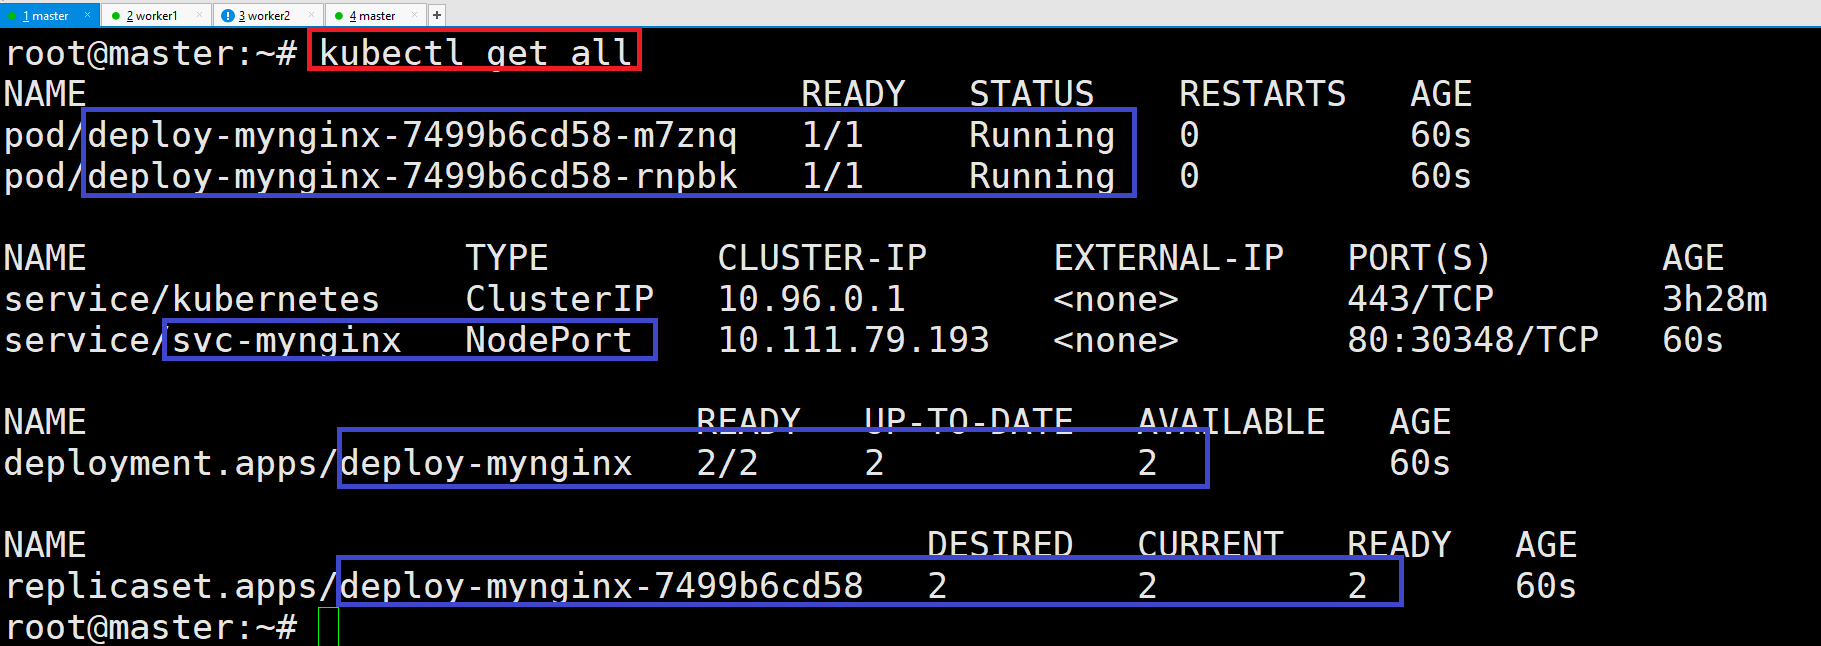 1 master × 2 worker1 × 3 worker2 × 4 master × +
root@master:~# kubectl get all
NAME READY STATUS RESTARTS AGE
pod/deploy-mynginx-7499b6cd58-m7znq 1/1 Running 0 60s
pod/deploy-mynginx-7499b6cd58-rnpbk 1/1 Running 0 60s
NAME TYPE CLUSTER-IP EXTERNAL-IP PORT(S) AGE
service/kubernetes ClusterIP 10.96.0.1 <none> 443/TCP 3h28m
service/svc-mynginx NodePort 10.111.79.193 <none> 80:30348/TCP 60s
NAME READY UP-TO-DATE AVAILABLE AGE
deployment.apps/deploy-mynginx 2/2 2 2 60s
NAME DESIRED CURRENT READY AGE
replicaset.apps/deploy-mynginx-7499b6cd58 2 2 2 60s
root@master:~#